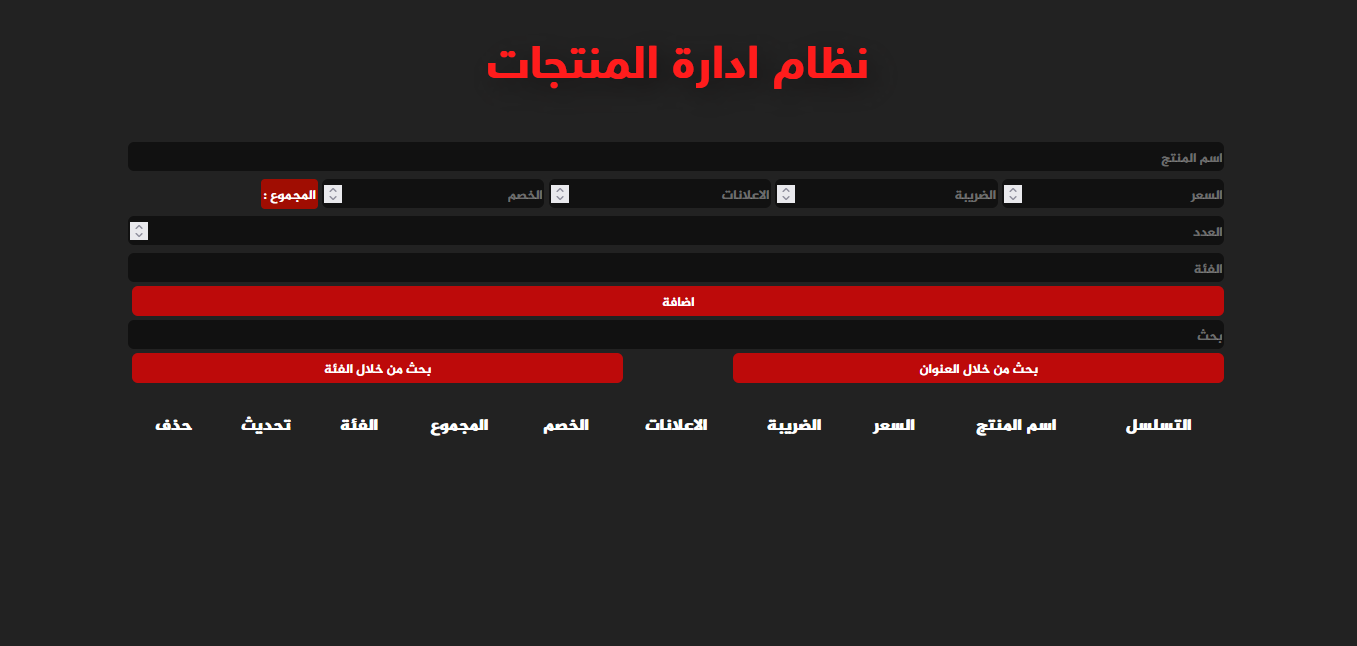 نظام ادارة المنتجات
اسم المنتج
السعر الضريبة الاعلانات الخصم المجموع :
العدد
الفئة
اضافة
بحث
بحث من خلال العنوان بحث من خلال الفئة
التسلسل اسم المنتج السعر الضريبة الاعلانات الخصم المجموع الفئة تحديث حذف